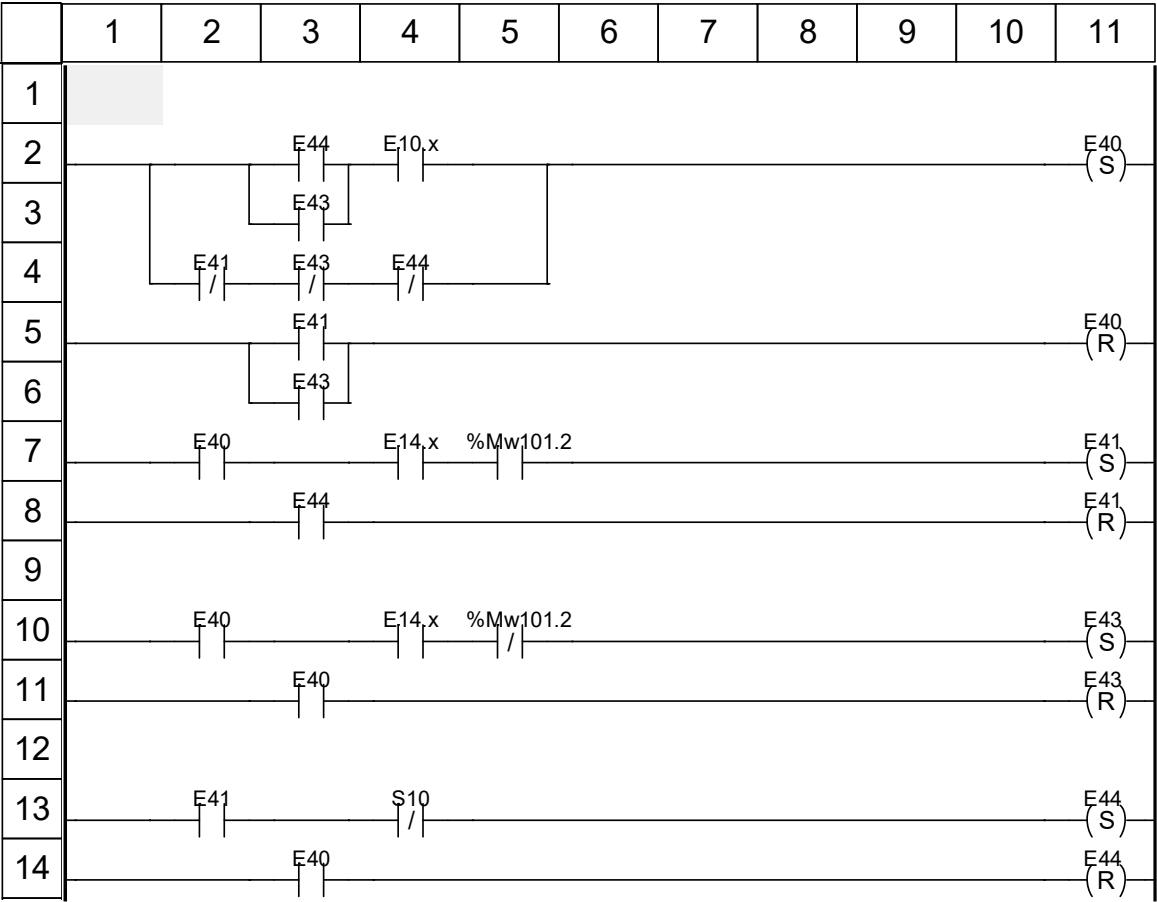 1 2 3 4 5 6 7 8 9 10 11
1
E44 E10.x E40
2 S
E43
3
E41 E43 E44
4 / / /
E41 E40
5 R
E43
6
E40 E14.x %Mw101.2 E41
7 S
E44 E41
8 R
9
E40 E14.x %Mw101.2 E43
10 / S
E40 E43
11 R
12
E41 S10 E44
13 / S
E40 E44
14 R